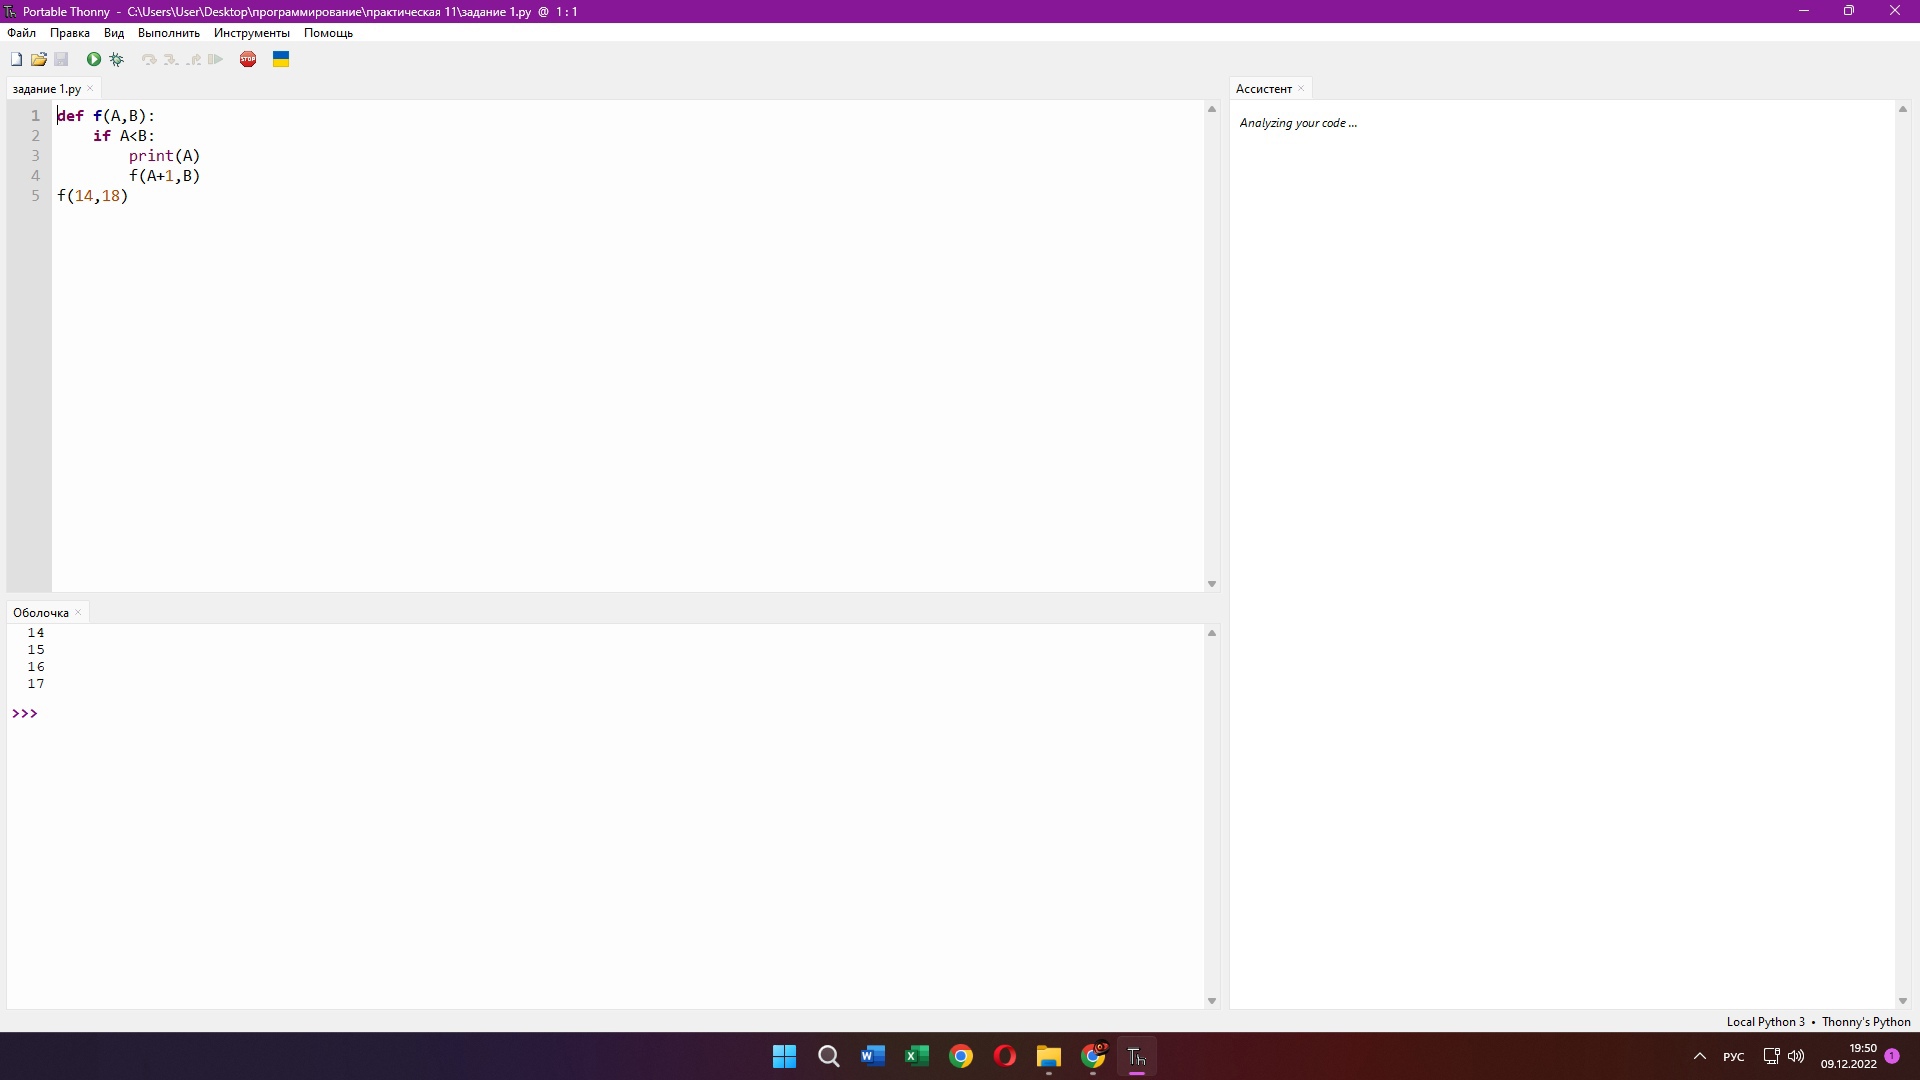 Portable Thonny - C:\Users\User\Desktop\программирование\практическая 11\задание 1.py @ 1:1
Файл Правка Вид Выполнить Инструменты Помощь
STOP
задание 1.py
1 def f(A,B):
2     if A<B:
3         print(A)
4         f(A+1,B)
5 f(14,18)
Ассистент
Analyzing your code ...
Оболочка
14
15
16
17
>>>
Local Python 3 • Thonny's Python
РУС
19:50
09.12.2022
1